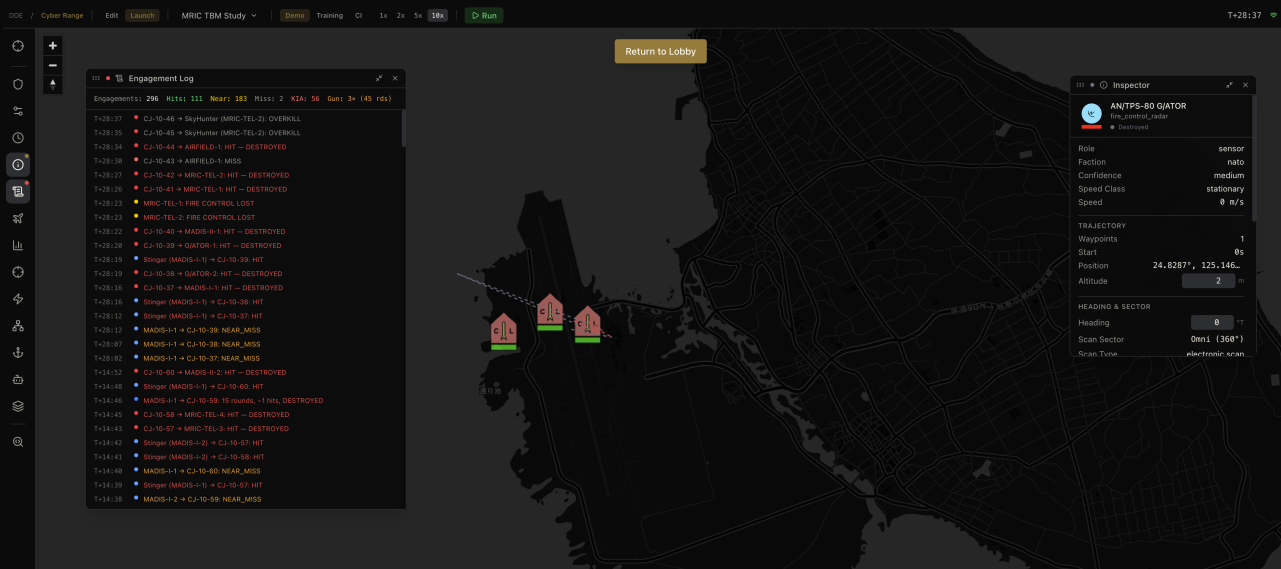 DDE / Cyber Range Edit Launch MRIC TBM Study Demo Training CI 1x 2x 5x 10x Run T+28:37
Return to Lobby
Engagement Log
Engagements: 296 Hits: 111 Near: 183 Miss: 2 KIA: 56 Gun: 3× (45 rds)
T+28:37 CJ-10-46 → SkyHunter (MRIC-TEL-2): OVERKILL
T+28:35 CJ-10-45 → SkyHunter (MRIC-TEL-2): OVERKILL
T+28:34 CJ-10-44 → AIRFIELD-1: HIT — DESTROYED
T+28:30 CJ-10-43 → AIRFIELD-1: MISS
T+28:27 CJ-10-42 → MRIC-TEL-2: HIT — DESTROYED
T+28:26 CJ-10-41 → MRIC-TEL-1: HIT — DESTROYED
T+28:23 MRIC-TEL-1: FIRE CONTROL LOST
T+28:23 MRIC-TEL-2: FIRE CONTROL LOST
T+28:22 CJ-10-40 → MADIS-II-1: HIT — DESTROYED
T+28:20 CJ-10-39 → G/ATOR-1: HIT — DESTROYED
T+28:19 Stinger (MADIS-I-1) → CJ-10-39: HIT
T+28:19 CJ-10-38 → G/ATOR-2: HIT — DESTROYED
T+28:16 CJ-10-37 → MADIS-I-1: HIT — DESTROYED
T+28:16 Stinger (MADIS-I-1) → CJ-10-38: HIT
T+28:12 Stinger (MADIS-I-1) → CJ-10-37: HIT
T+28:12 MADIS-I-1 → CJ-10-39: NEAR_MISS
T+28:07 MADIS-I-1 → CJ-10-38: NEAR_MISS
T+28:02 MADIS-I-1 → CJ-10-37: NEAR_MISS
T+14:52 CJ-10-60 → MADIS-II-2: HIT — DESTROYED
T+14:48 Stinger (MADIS-I-1) → CJ-10-60: HIT
T+14:46 MADIS-I-1 → CJ-10-59: 15 rounds, ~1 hits, DESTROYED
T+14:45 CJ-10-58 → MRIC-TEL-4: HIT — DESTROYED
T+14:43 CJ-10-57 → MRIC-TEL-3: HIT — DESTROYED
T+14:42 Stinger (MADIS-I-2) → CJ-10-57: HIT
T+14:41 Stinger (MADIS-I-2) → CJ-10-58: HIT
T+14:40 MADIS-I-1 → CJ-10-60: NEAR_MISS
T+14:39 Stinger (MADIS-I-1) → CJ-10-57: HIT
T+14:38 MADIS-I-2 → CJ-10-59: NEAR_MISS
C L
C L
C L
Inspector
AN/TPS-80 G/ATOR
fire_control_radar
Destroyed
Role sensor
Faction nato
Confidence medium
Speed Class stationary
Speed 0 m/s
TRAJECTORY
Waypoints 1
Start 0s
Position 24.8287°, 125.146…
Altitude 2 m
HEADING & SECTOR
Heading 0 °T
Scan Sector Omni (360°)
Scan Type electronic scan